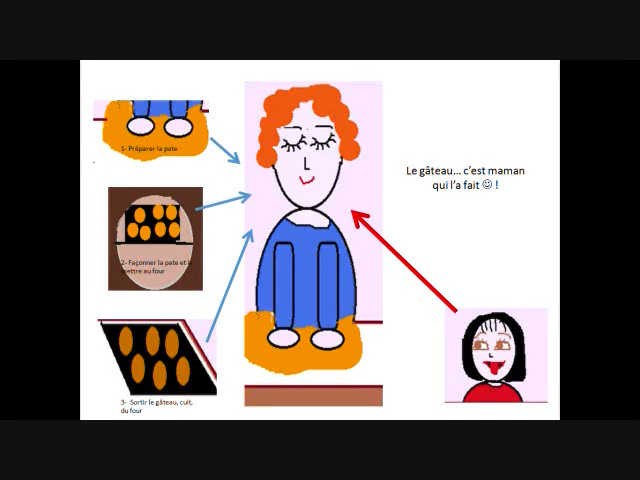 1- Préparer la pate
Le gâteau... c'est maman
qui l'a fait ☺ !
2- Façonner la pate et le
mettre au four
3- Sortir le gâteau, cuit,
du four